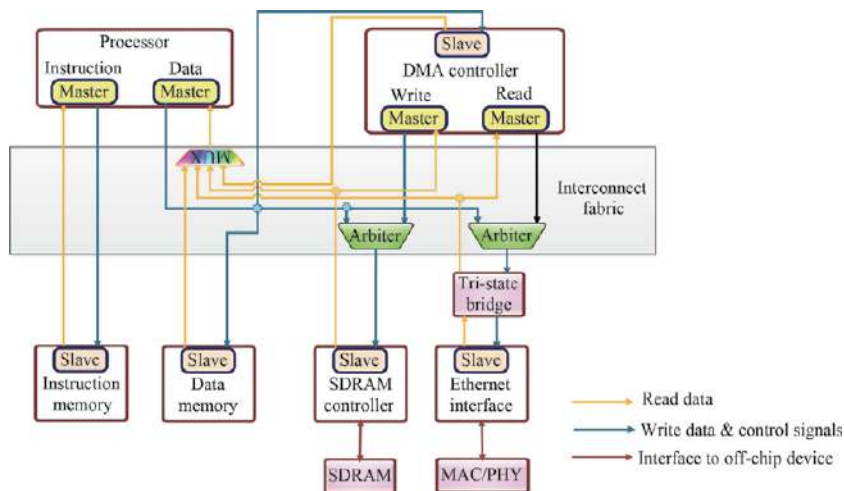 Processor
Instruction
Data
Master
Master
Slave
DMA controller
Write
Read
Master
Master
MUX
Interconnect
fabric
Arbiter
Arbiter
Tri-state
bridge
Slave
Instruction
memory
Slave
Data
memory
Slave
SDRAM
controller
Slave
Ethernet
interface
SDRAM
MAC/PHY
Read data
Write data & control signals
Interface to off-chip device